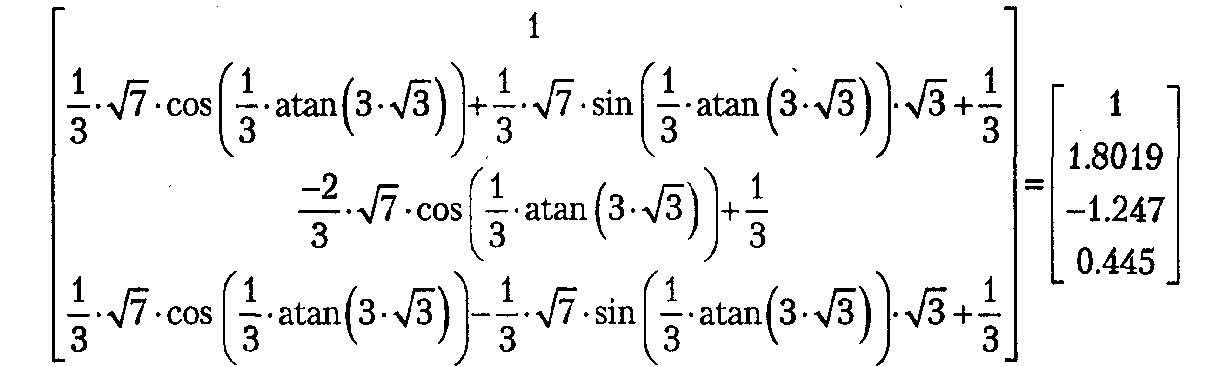 [ 1
1/3·√7·cos(1/3·atan(3·√3))+1/3·√7·sin(1/3·atan(3·√3))·√3+1/3
-2/3·√7·cos(1/3·atan(3·√3))+1/3
1/3·√7·cos(1/3·atan(3·√3))-1/3·√7·sin(1/3·atan(3·√3))·√3+1/3 ]
=
[ 1
1.8019
-1.247
0.445 ]